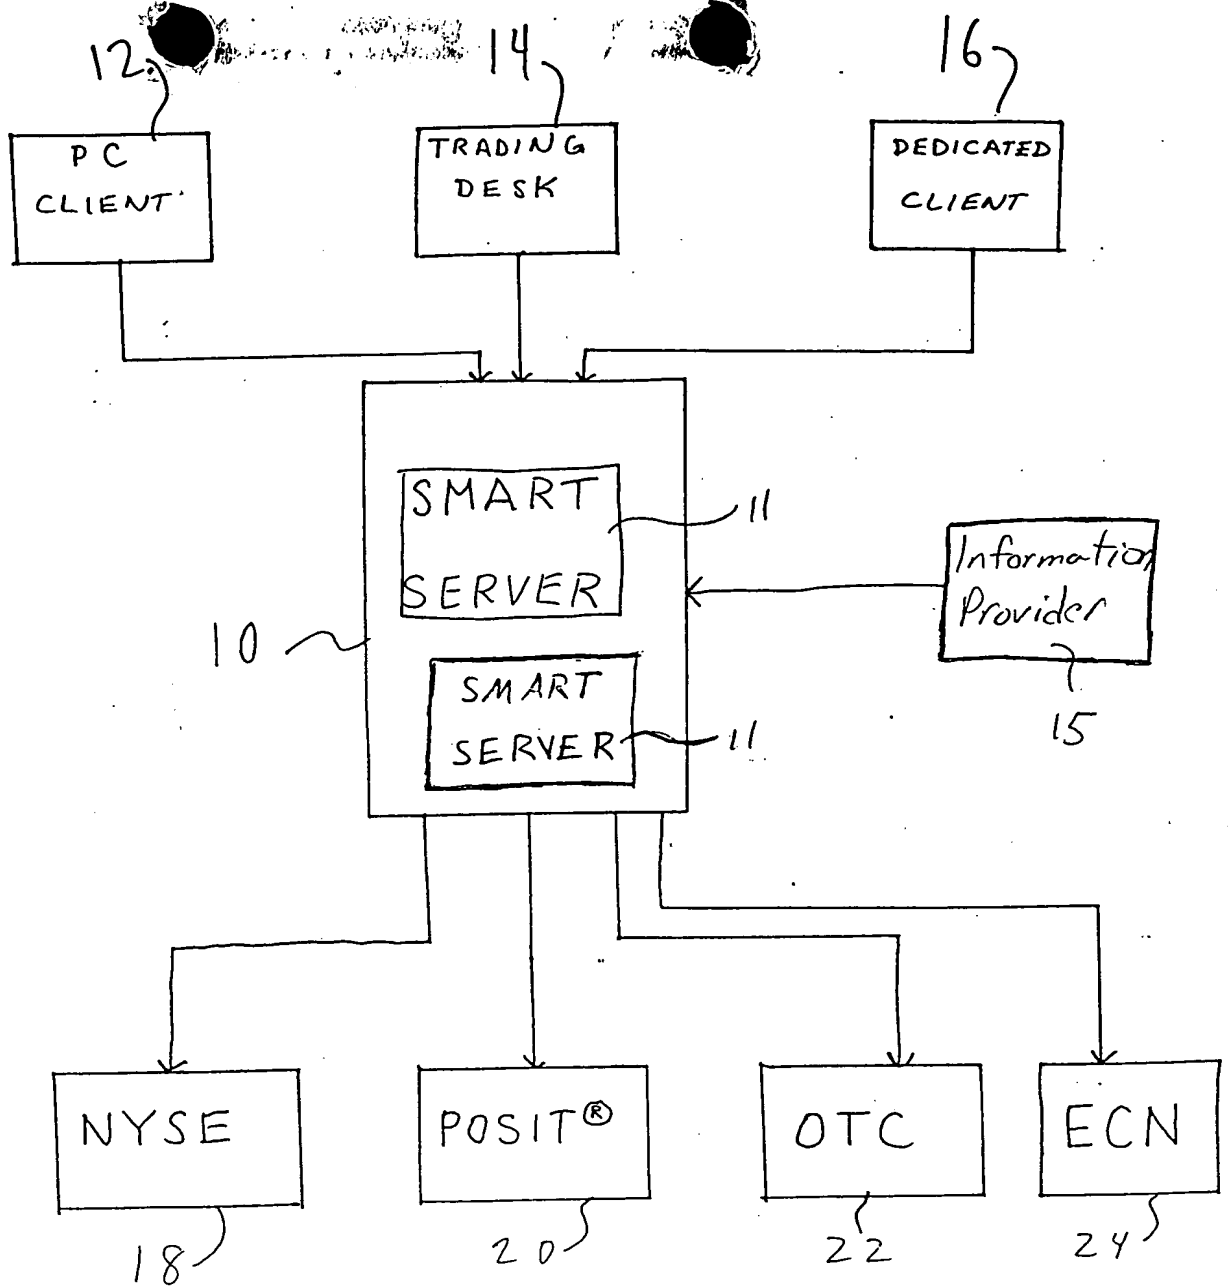 12
14
16
PC
CLIENT
TRADING
DESK
DEDICATED
CLIENT
SMART
SERVER
11
Information
Provider
15
10
SMART
SERVER
11
NYSE
POSIT®
OTC
ECN
18
20
22
24